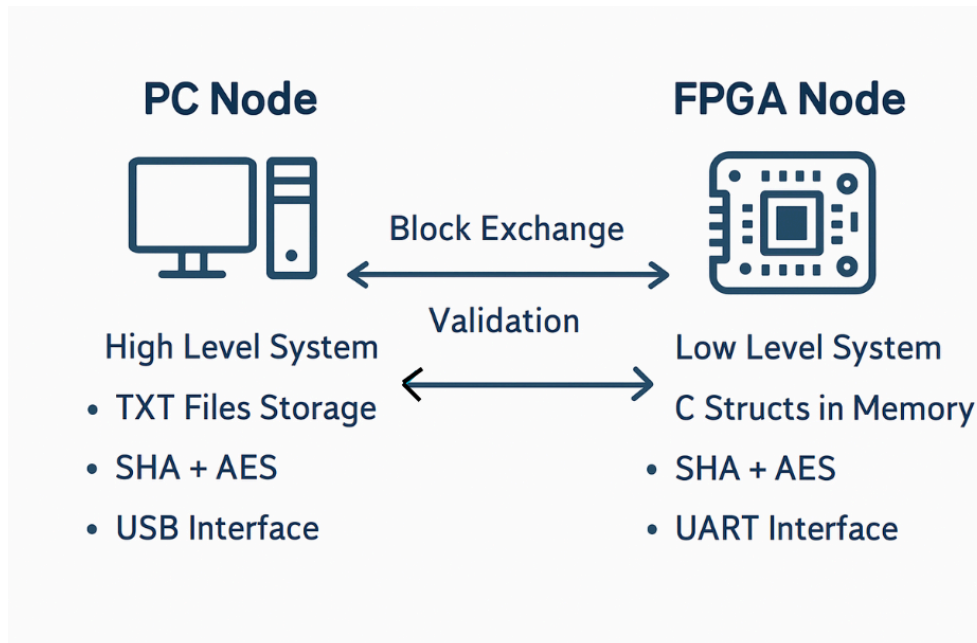 PC Node
FPGA Node
Block Exchange
Validation
High Level System
• TXT Files Storage
• SHA + AES
• USB Interface
Low Level System
C Structs in Memory
• SHA + AES
• UART Interface